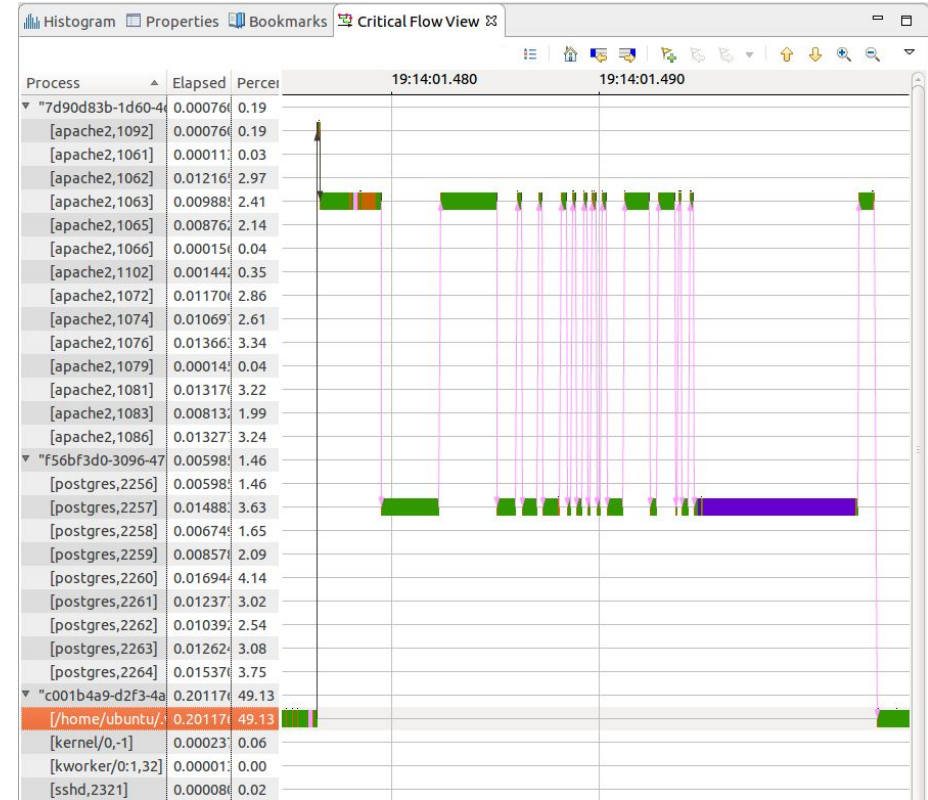 Histogram Properties Bookmarks Critical Flow View
19:14:01.480 19:14:01.490
Process Elapsed Percer
"7d90d83b-1d60-4 0.00076 0.19
[apache2,1092] 0.00076 0.19
[apache2,1061] 0.00011 0.03
[apache2,1062] 0.01216 2.97
[apache2,1063] 0.00988 2.41
[apache2,1065] 0.00876 2.14
[apache2,1066] 0.00015 0.04
[apache2,1102] 0.00144 0.35
[apache2,1072] 0.01170 2.86
[apache2,1074] 0.01069 2.61
[apache2,1076] 0.01366 3.34
[apache2,1079] 0.00014 0.04
[apache2,1081] 0.01317 3.22
[apache2,1083] 0.00813 1.99
[apache2,1086] 0.01327 3.24
"f56bf3d0-3096-47 0.00598 1.46
[postgres,2256] 0.00598 1.46
[postgres,2257] 0.01488 3.63
[postgres,2258] 0.00674 1.65
[postgres,2259] 0.00857 2.09
[postgres,2260] 0.01694 4.14
[postgres,2261] 0.01237 3.02
[postgres,2262] 0.01039 2.54
[postgres,2263] 0.01262 3.08
[postgres,2264] 0.01537 3.75
"c001b4a9-d2f3-4a 0.20117 49.13
[/home/ubuntu/. 0.20117 49.13
[kernel/0,-1] 0.00023 0.06
[kworker/0:1,32] 0.00001 0.00
[sshd,2321] 0.00008 0.02